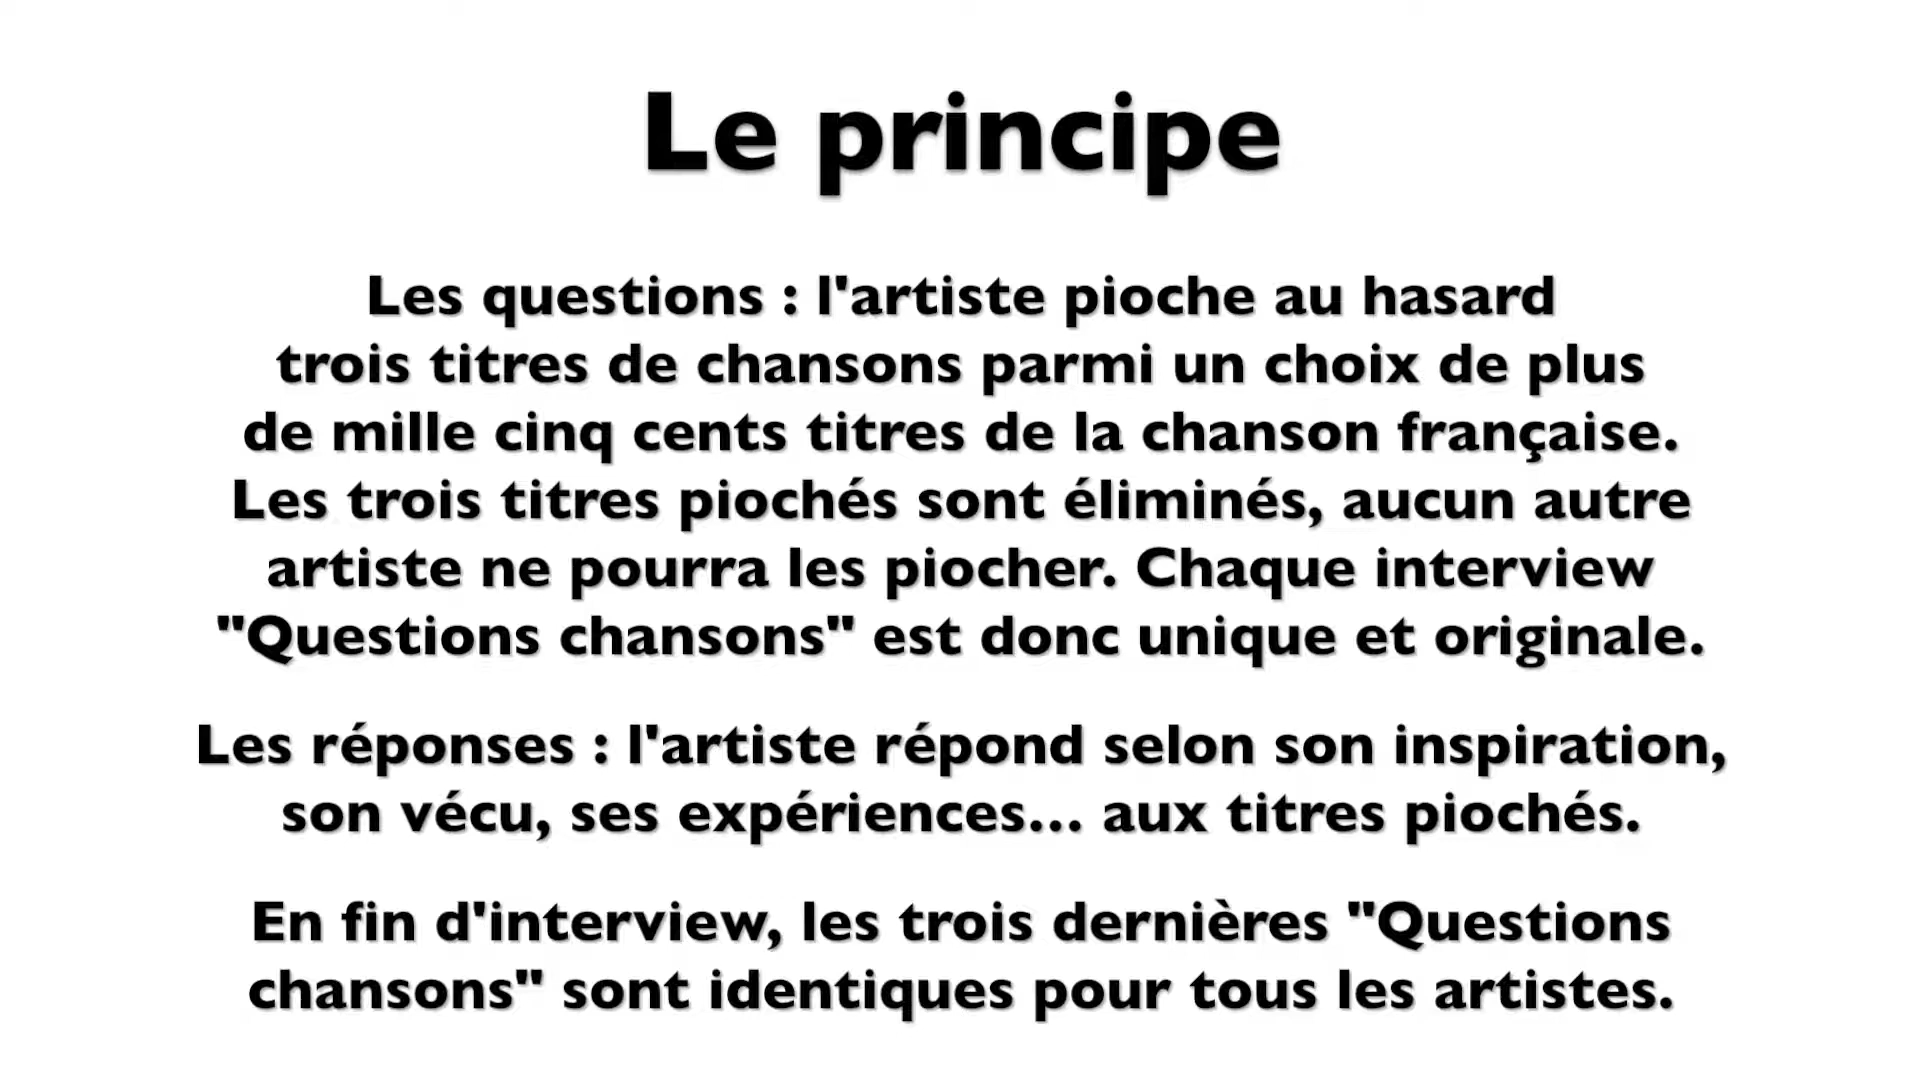 Le principe
Les questions : l'artiste pioche au hasard
trois titres de chansons parmi un choix de plus
de mille cinq cents titres de la chanson française.
Les trois titres piochés sont éliminés, aucun autre
artiste ne pourra les piocher. Chaque interview
"Questions chansons" est donc unique et originale.
Les réponses : l'artiste répond selon son inspiration,
son vécu, ses expériences… aux titres piochés.
En fin d'interview, les trois dernières "Questions
chansons" sont identiques pour tous les artistes.